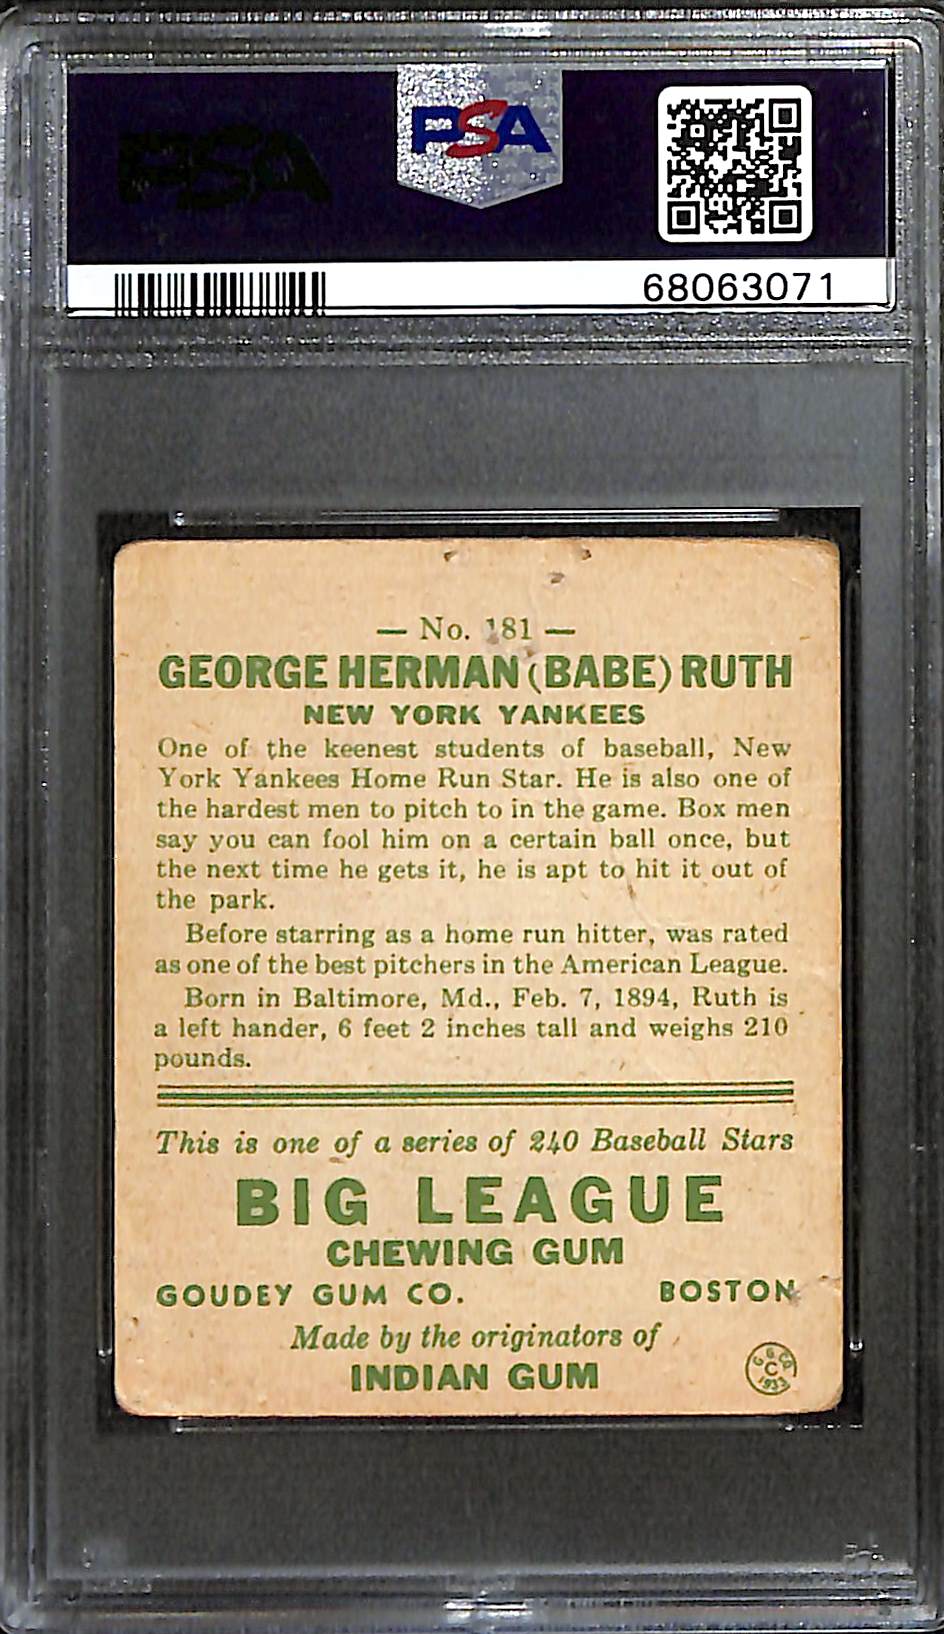 PSA
PSA
68063071
— No. 181 —
GEORGE HERMAN (BABE) RUTH
NEW YORK YANKEES
One of the keenest students of baseball, New
York Yankees Home Run Star. He is also one of
the hardest men to pitch to in the game. Box men
say you can fool him on a certain ball once, but
the next time he gets it, he is apt to hit it out of
the park.
Before starring as a home run hitter, was rated
as one of the best pitchers in the American League.
Born in Baltimore, Md., Feb. 7, 1894, Ruth is
a left hander, 6 feet 2 inches tall and weighs 210
pounds.
This is one of a series of 240 Baseball Stars
BIG LEAGUE
CHEWING GUM
GOUDEY GUM CO. BOSTON
Made by the originators of
INDIAN GUM
G. G. CO.
C
1933